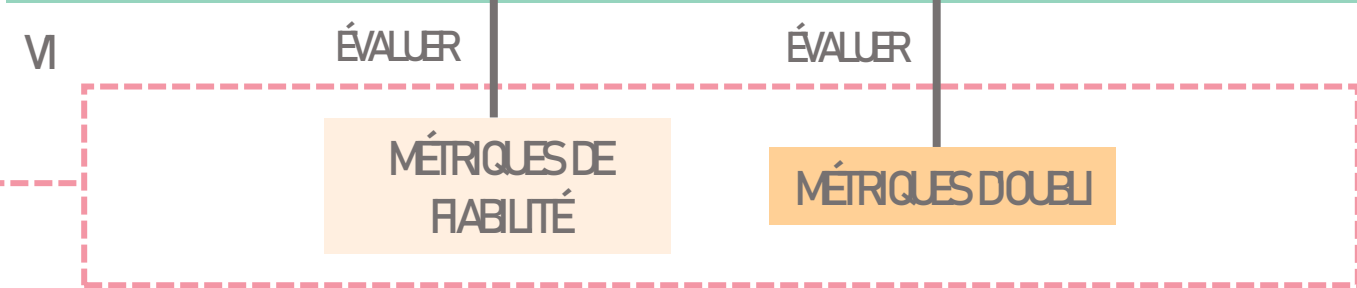 VI
ÉVALUER
ÉVALUER
MÉTRIQUES DE
FIABILITÉ
MÉTRIQUES D'OUBLI